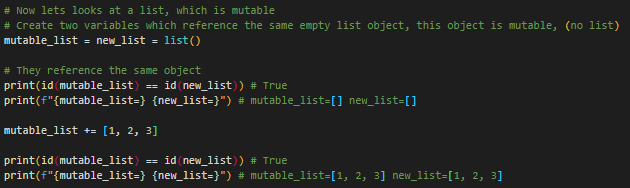 # Now lets looks at a list, which is mutable
# Create two variables which reference the same empty list object, this object is mutable, (no list)
mutable_list = new_list = list()
# They reference the same object
print(id(mutable_list) == id(new_list)) # True
print(f"{mutable_list=} {new_list=}") # mutable_list=[] new_list=[]
mutable_list += [1, 2, 3]
print(id(mutable_list) == id(new_list)) # True
print(f"{mutable_list=} {new_list=}") # mutable_list=[1, 2, 3] new_list=[1, 2, 3]